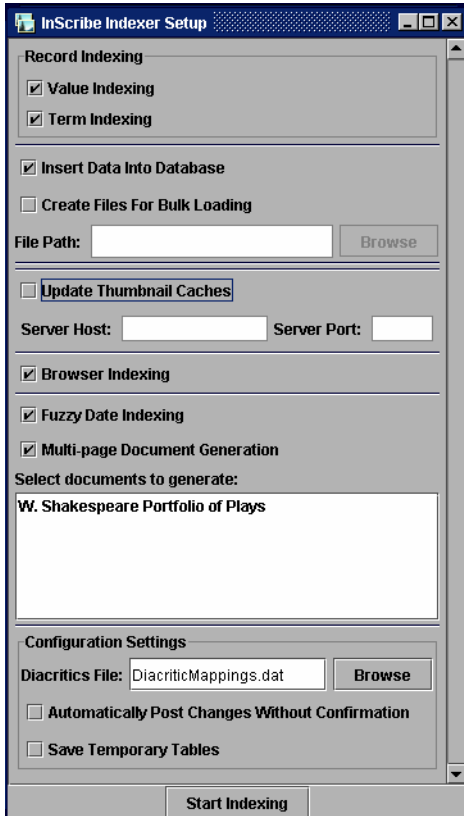 InScribe Indexer Setup
Record Indexing
Value Indexing
Term Indexing
Insert Data Into Database
Create Files For Bulk Loading
File Path: Browse
Update Thumbnail Caches
Server Host: Server Port:
Browser Indexing
Fuzzy Date Indexing
Multi-page Document Generation
Select documents to generate:
W. Shakespeare Portfolio of Plays
Configuration Settings
Diacritics File: DiacriticMappings.dat Browse
Automatically Post Changes Without Confirmation
Save Temporary Tables
Start Indexing